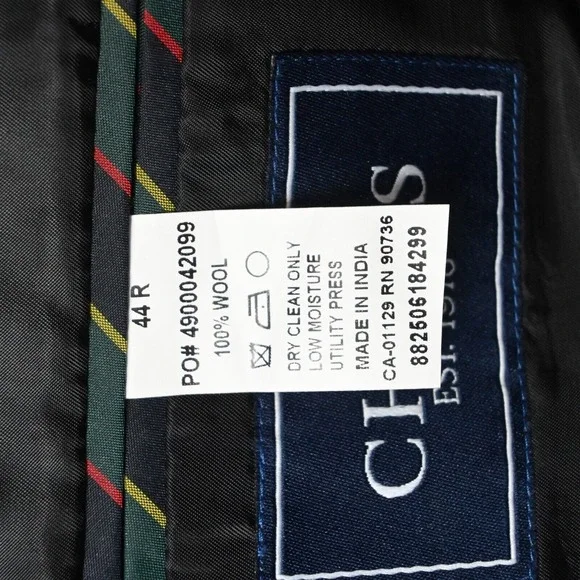 44 R
PO# 4900042099
100% WOOL
DRY CLEAN ONLY
LOW MOISTURE
UTILITY PRESS
MADE IN INDIA
CA-01129 RN 90736
882506184299